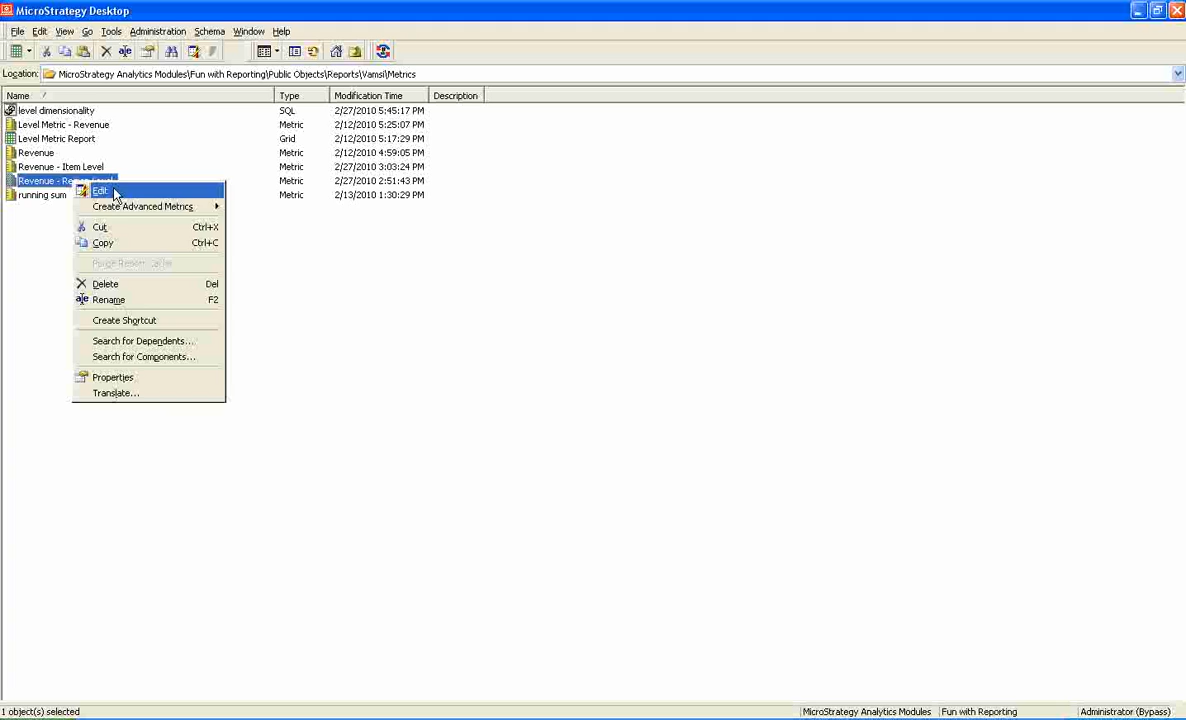 MicroStrategy Desktop
File Edit View Go Tools Administration Schema Window Help
Location: MicroStrategy Analytics Modules\Fun with Reporting\Public Objects\Reports\Vamsi\Metrics
Name Type Modification Time Description
level dimensionality SQL 2/27/2010 5:45:17 PM
Level Metric - Revenue Metric 2/12/2010 5:25:07 PM
Level Metric Report Grid 2/12/2010 5:17:29 PM
Revenue Metric 2/12/2010 4:59:05 PM
Revenue - Item Level Metric 2/27/2010 3:03:24 PM
Revenue - Region Level Metric 2/27/2010 2:51:43 PM
running sum Metric 2/13/2010 1:30:29 PM
Edit
Create Advanced Metrics
Cut Ctrl+X
Copy Ctrl+C
Purge Report Cache
Delete Del
Rename F2
Create Shortcut
Search for Dependents...
Search for Components...
Properties
Translate...
1 object(s) selected MicroStrategy Analytics Modules Fun with Reporting Administrator (Bypass)